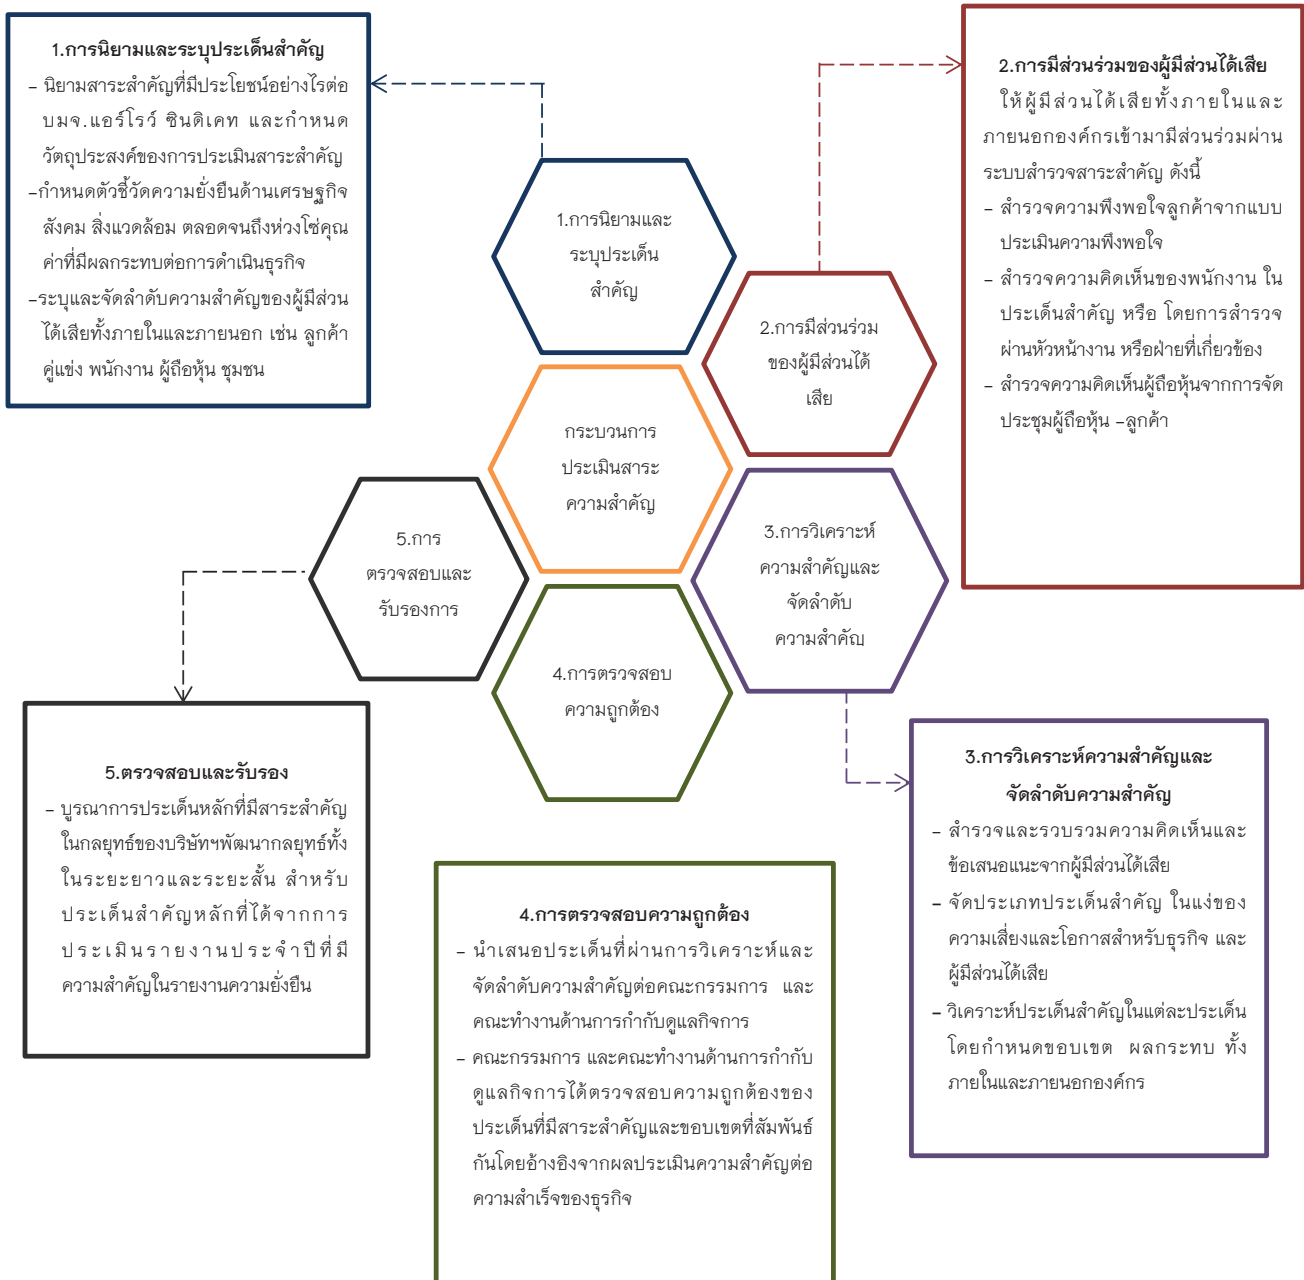 1.การนิยามและระบุประเด็นสำคัญ
- นิยามสาระสำคัญที่มีประโยชน์อย่างไรต่อ
บมจ.แอร์โรว์ ซินดิเคท และกำหนด
วัตถุประสงค์ของการประเมินสาระสำคัญ
-กำหนดตัวชี้วัดความยั่งยืนด้านเศรษฐกิจ
สังคม สิ่งแวดล้อม ตลอดจนถึงห่วงโซ่คุณ
ค่าที่มีผลกระทบต่อการดำเนินธุรกิจ
-ระบุและจัดลำดับความสำคัญของผู้มีส่วน
ได้เสียทั้งภายในและภายนอก เช่น ลูกค้า
คู่แข่ง พนักงาน ผู้ถือหุ้น ชุมชน
2.การมีส่วนร่วมของผู้มีส่วนได้เสีย
ให้ผู้มีส่วนได้เสียทั้งภายในและ
ภายนอกองค์กรเข้ามามีส่วนร่วมผ่าน
ระบบสำรวจสาระสำคัญ ดังนี้
- สำรวจความพึงพอใจลูกค้าจากแบบ
ประเมินความพึงพอใจ
- สำรวจความคิดเห็นของพนักงาน ใน
ประเด็นสำคัญ หรือ โดยการสำรวจ
ผ่านหัวหน้างาน หรือฝ่ายที่เกี่ยวข้อง
- สำรวจความคิดเห็นผู้ถือหุ้นจากการจัด
ประชุมผู้ถือหุ้น -ลูกค้า
1.การนิยามและ
ระบุประเด็น
สำคัญ
2.การมีส่วนร่วม
ของผู้มีส่วนได้
เสีย
กระบวนการ
ประเมินสาระ
ความสำคัญ
3.การวิเคราะห์
ความสำคัญและ
จัดลำดับ
ความสำคัญ
5.การ
ตรวจสอบและ
รับรองการ
4.การตรวจสอบ
ความถูกต้อง
5.ตรวจสอบและรับรอง
- บูรณาการประเด็นหลักที่มีสาระสำคัญ
ในกลยุทธ์ของบริษัทฯพัฒนากลยุทธ์ทั้ง
ในระยะยาวและระยะสั้น สำหรับ
ประเด็นสำคัญหลักที่ได้จากการ
ประเมินรายงานประจำปีที่มี
ความสำคัญในรายงานความยั่งยืน
4.การตรวจสอบความถูกต้อง
- นำเสนอประเด็นที่ผ่านการวิเคราะห์และ
จัดลำดับความสำคัญต่อคณะกรรมการ และ
คณะทำงานด้านการกำกับดูแลกิจการ
- คณะกรรมการ และคณะทำงานด้านการกำกับ
ดูแลกิจการได้ตรวจสอบความถูกต้องของ
ประเด็นที่มีสาระสำคัญและขอบเขตที่สัมพันธ์
กันโดยอ้างอิงจากผลประเมินความสำคัญต่อ
ความสำเร็จของธุรกิจ
3.การวิเคราะห์ความสำคัญและ
จัดลำดับความสำคัญ
- สำรวจและรวบรวมความคิดเห็นและ
ข้อเสนอแนะจากผู้มีส่วนได้เสีย
- จัดประเภทประเด็นสำคัญ ในแง่ของ
ความเสี่ยงและโอกาสสำหรับธุรกิจ และ
ผู้มีส่วนได้เสีย
- วิเคราะห์ประเด็นสำคัญในแต่ละประเด็น
โดยกำหนดขอบเขต ผลกระทบ ทั้ง
ภายในและภายนอกองค์กร